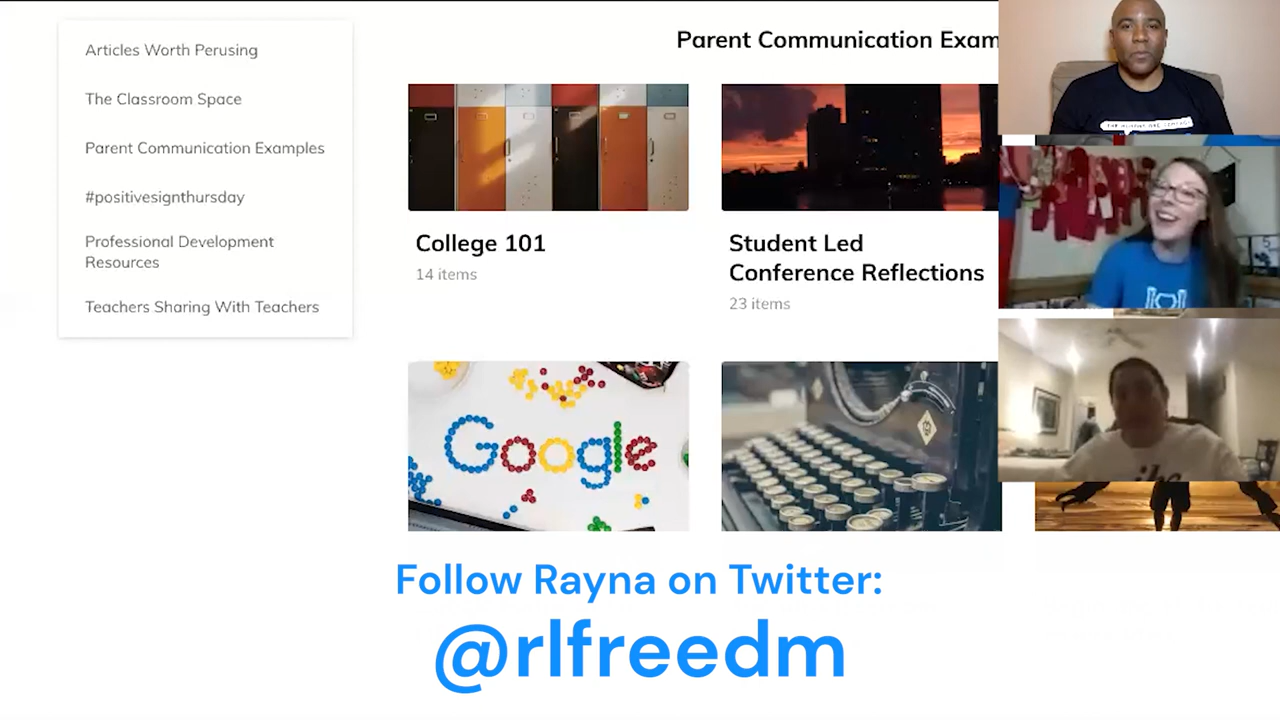 Articles Worth Perusing
The Classroom Space
Parent Communication Examples
#positivesignthursday
Professional Development
Resources
Teachers Sharing With Teachers
Parent Communication Exam
College 101
14 items
Student Led
Conference Reflections
23 items
Google
Follow Rayna on Twitter:
@rlfreedm